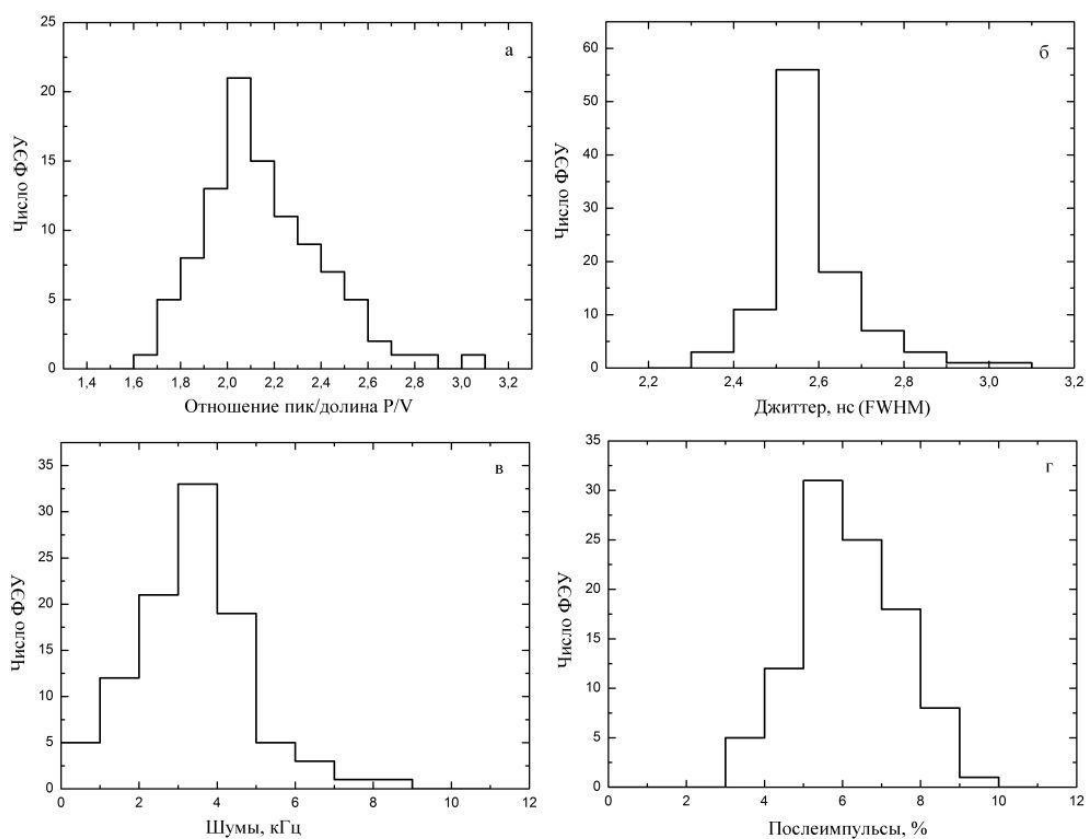 а
Число ФЭУ
25
20
15
10
5
0
1,4 1,6 1,8 2,0 2,2 2,4 2,6 2,8 3,0 3,2
Отношение пик/долина P/V
б
Число ФЭУ
60
50
40
30
20
10
0
2,2 2,4 2,6 2,8 3,0 3,2
Джиттер, нс (FWHM)
в
Число ФЭУ
35
30
25
20
15
10
5
0
0 2 4 6 8 10 12
Шумы, кГц
г
Число ФЭУ
35
30
25
20
15
10
5
0
0 2 4 6 8 10 12
Послеимпульсы, %